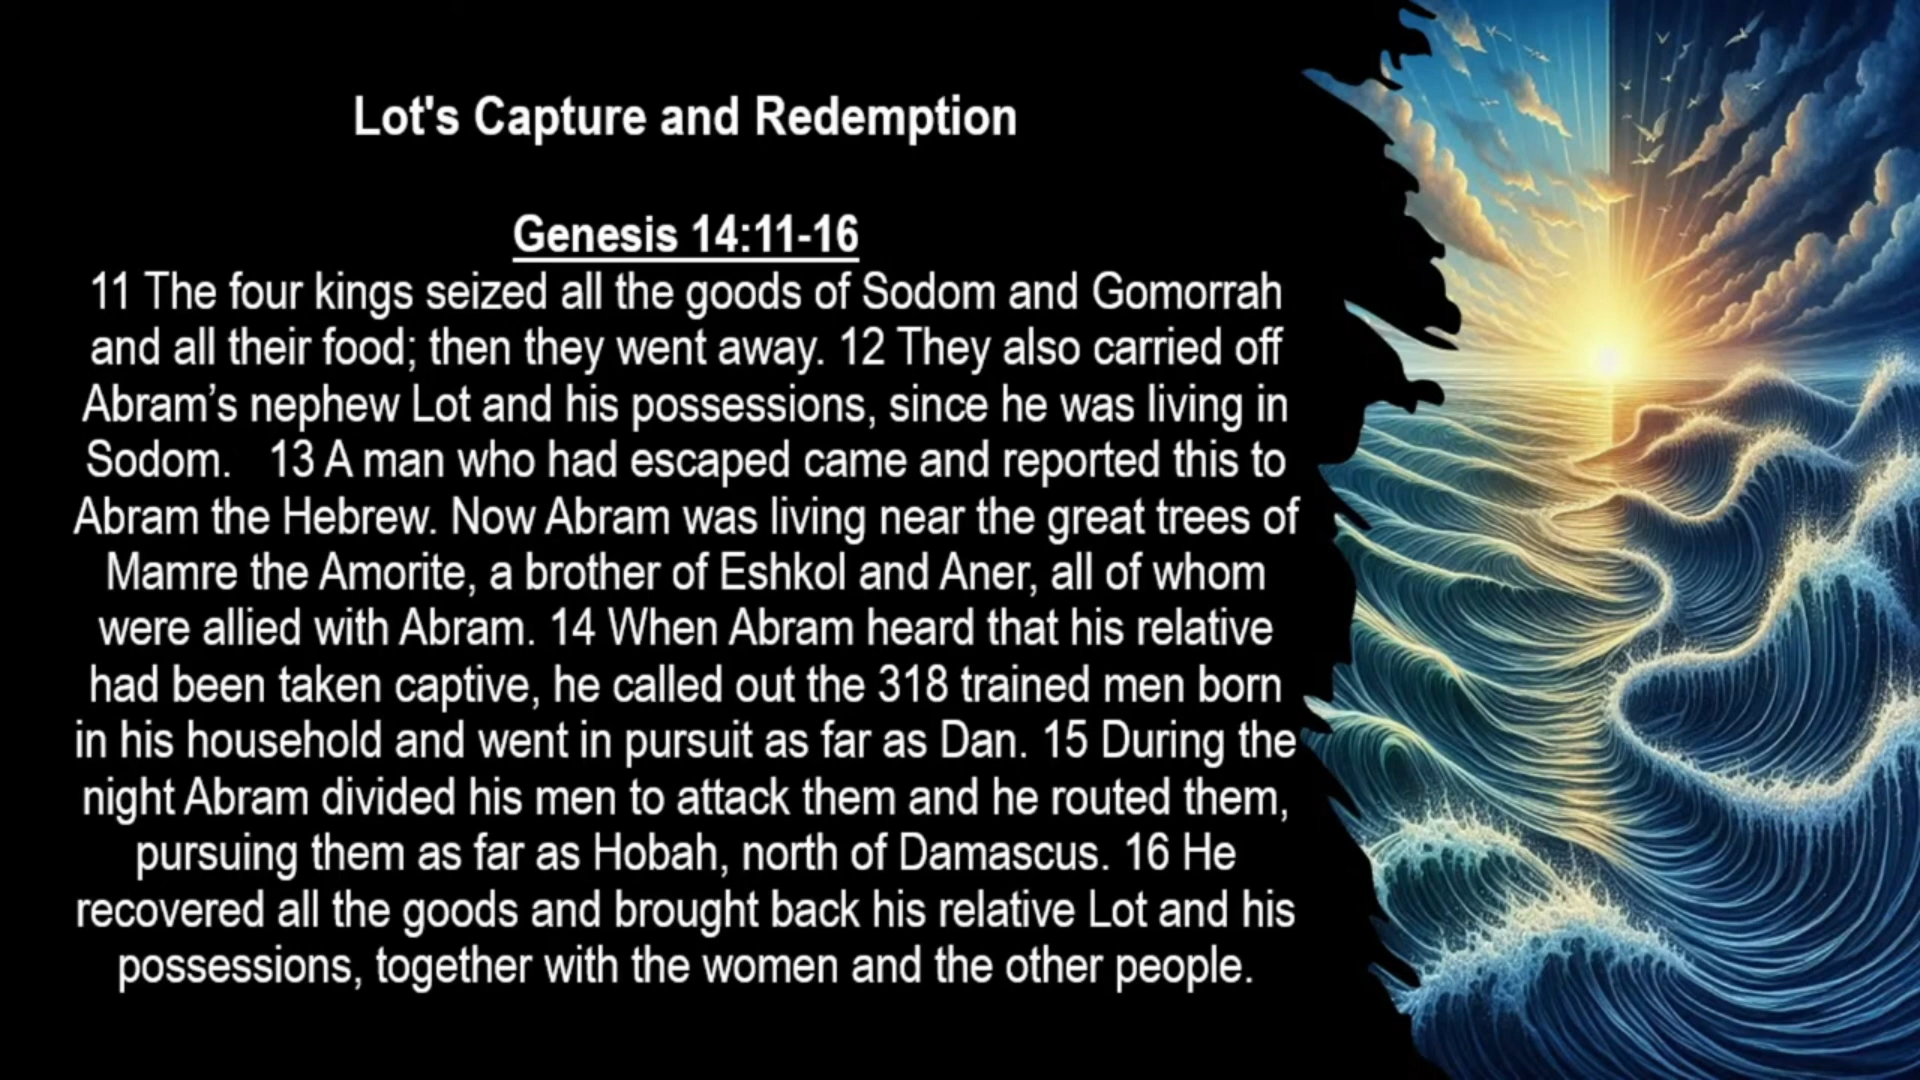 Lot's Capture and Redemption
Genesis 14:11-16
11 The four kings seized all the goods of Sodom and Gomorrah
and all their food; then they went away. 12 They also carried off
Abram’s nephew Lot and his possessions, since he was living in
Sodom.   13 A man who had escaped came and reported this to
Abram the Hebrew. Now Abram was living near the great trees of
Mamre the Amorite, a brother of Eshkol and Aner, all of whom
were allied with Abram. 14 When Abram heard that his relative
had been taken captive, he called out the 318 trained men born
in his household and went in pursuit as far as Dan. 15 During the
night Abram divided his men to attack them and he routed them,
pursuing them as far as Hobah, north of Damascus. 16 He
recovered all the goods and brought back his relative Lot and his
possessions, together with the women and the other people.